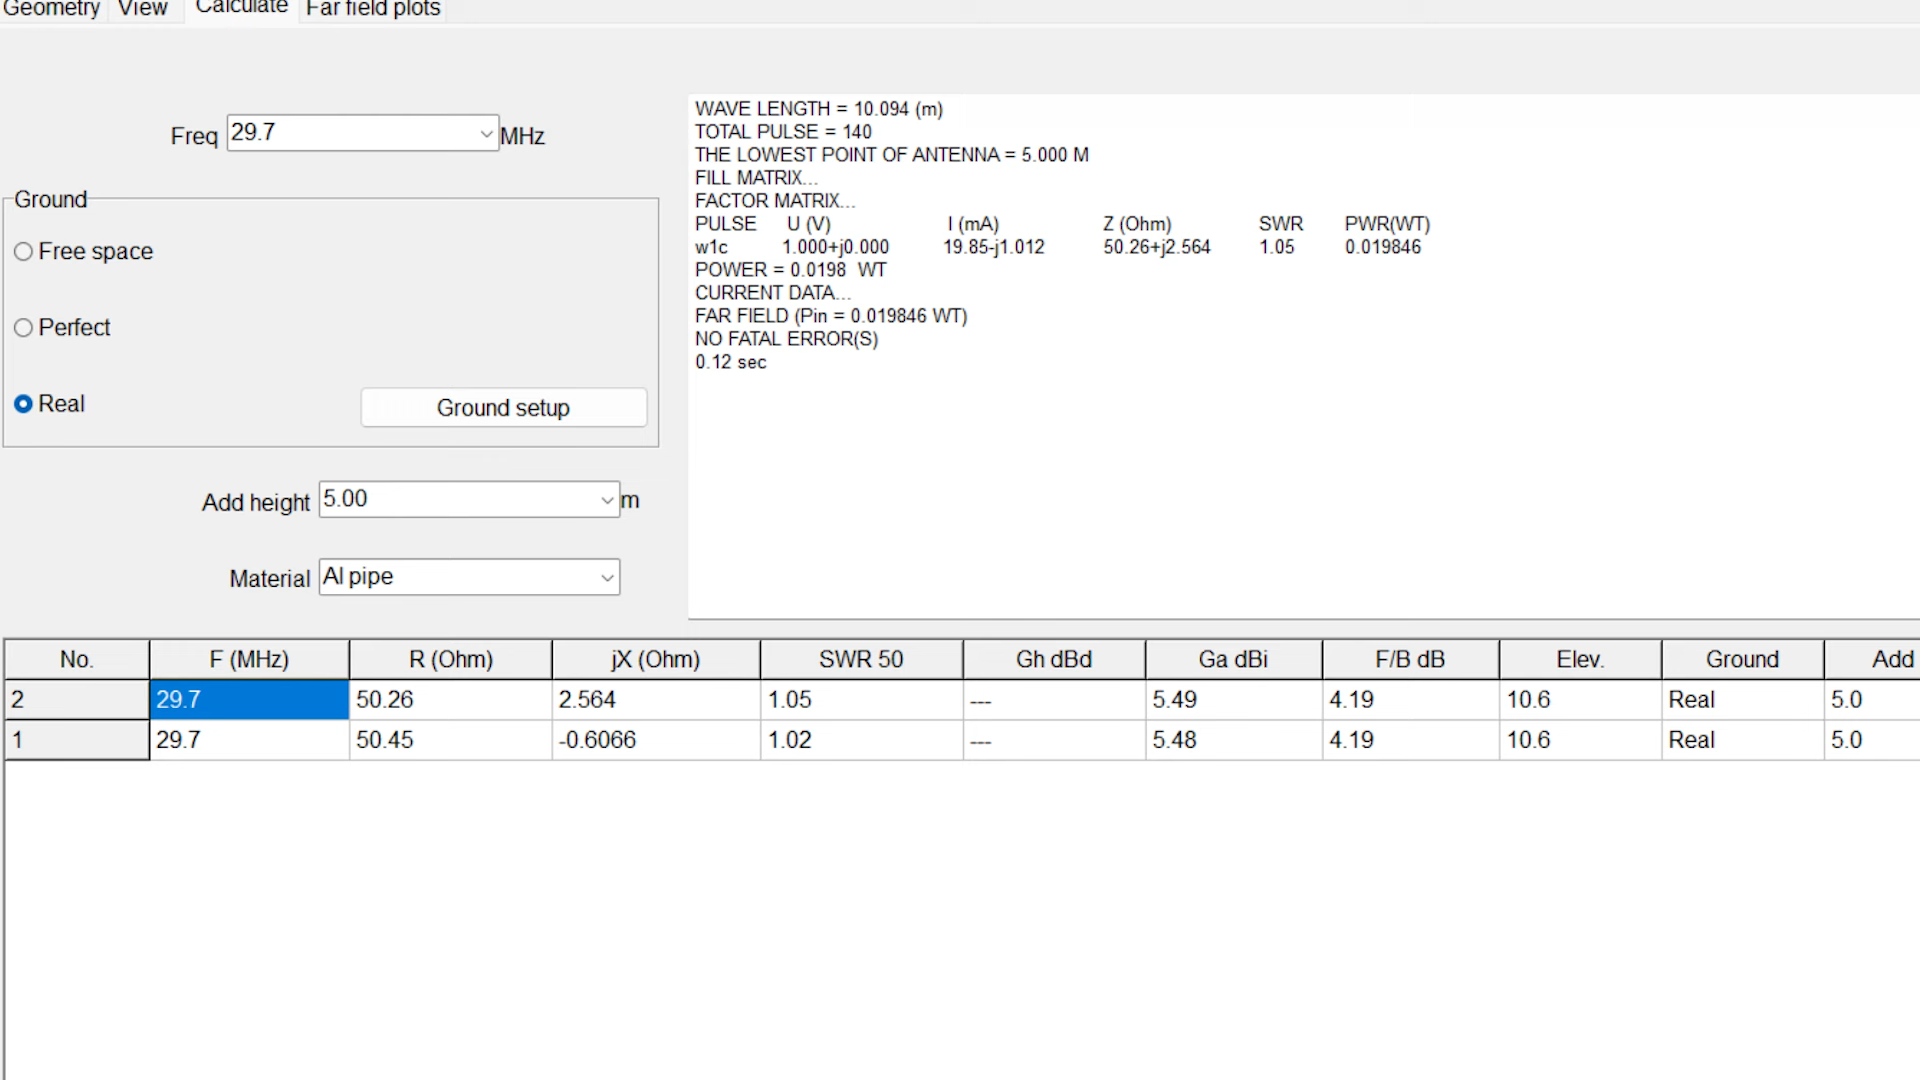 Geometry View Calculate Far field plots
Freq 29.7 MHz
Ground
Free space
Perfect
Real Ground setup
Add height 5.00 m
Material Al pipe
WAVE LENGTH = 10.094 (m)
TOTAL PULSE = 140
THE LOWEST POINT OF ANTENNA = 5.000 M
FILL MATRIX...
FACTOR MATRIX...
PULSE U (V) I (mA) Z (Ohm) SWR PWR(WT)
w1c 1.000+j0.000 19.85-j1.012 50.26+j2.564 1.05 0.019846
POWER = 0.0198 WT
CURRENT DATA...
FAR FIELD (Pin = 0.019846 WT)
NO FATAL ERROR(S)
0.12 sec
No. F (MHz) R (Ohm) jX (Ohm) SWR 50 Gh dBd Ga dBi F/B dB Elev. Ground Add
2 29.7 50.26 2.564 1.05 --- 5.49 4.19 10.6 Real 5.0
1 29.7 50.45 -0.6066 1.02 --- 5.48 4.19 10.6 Real 5.0